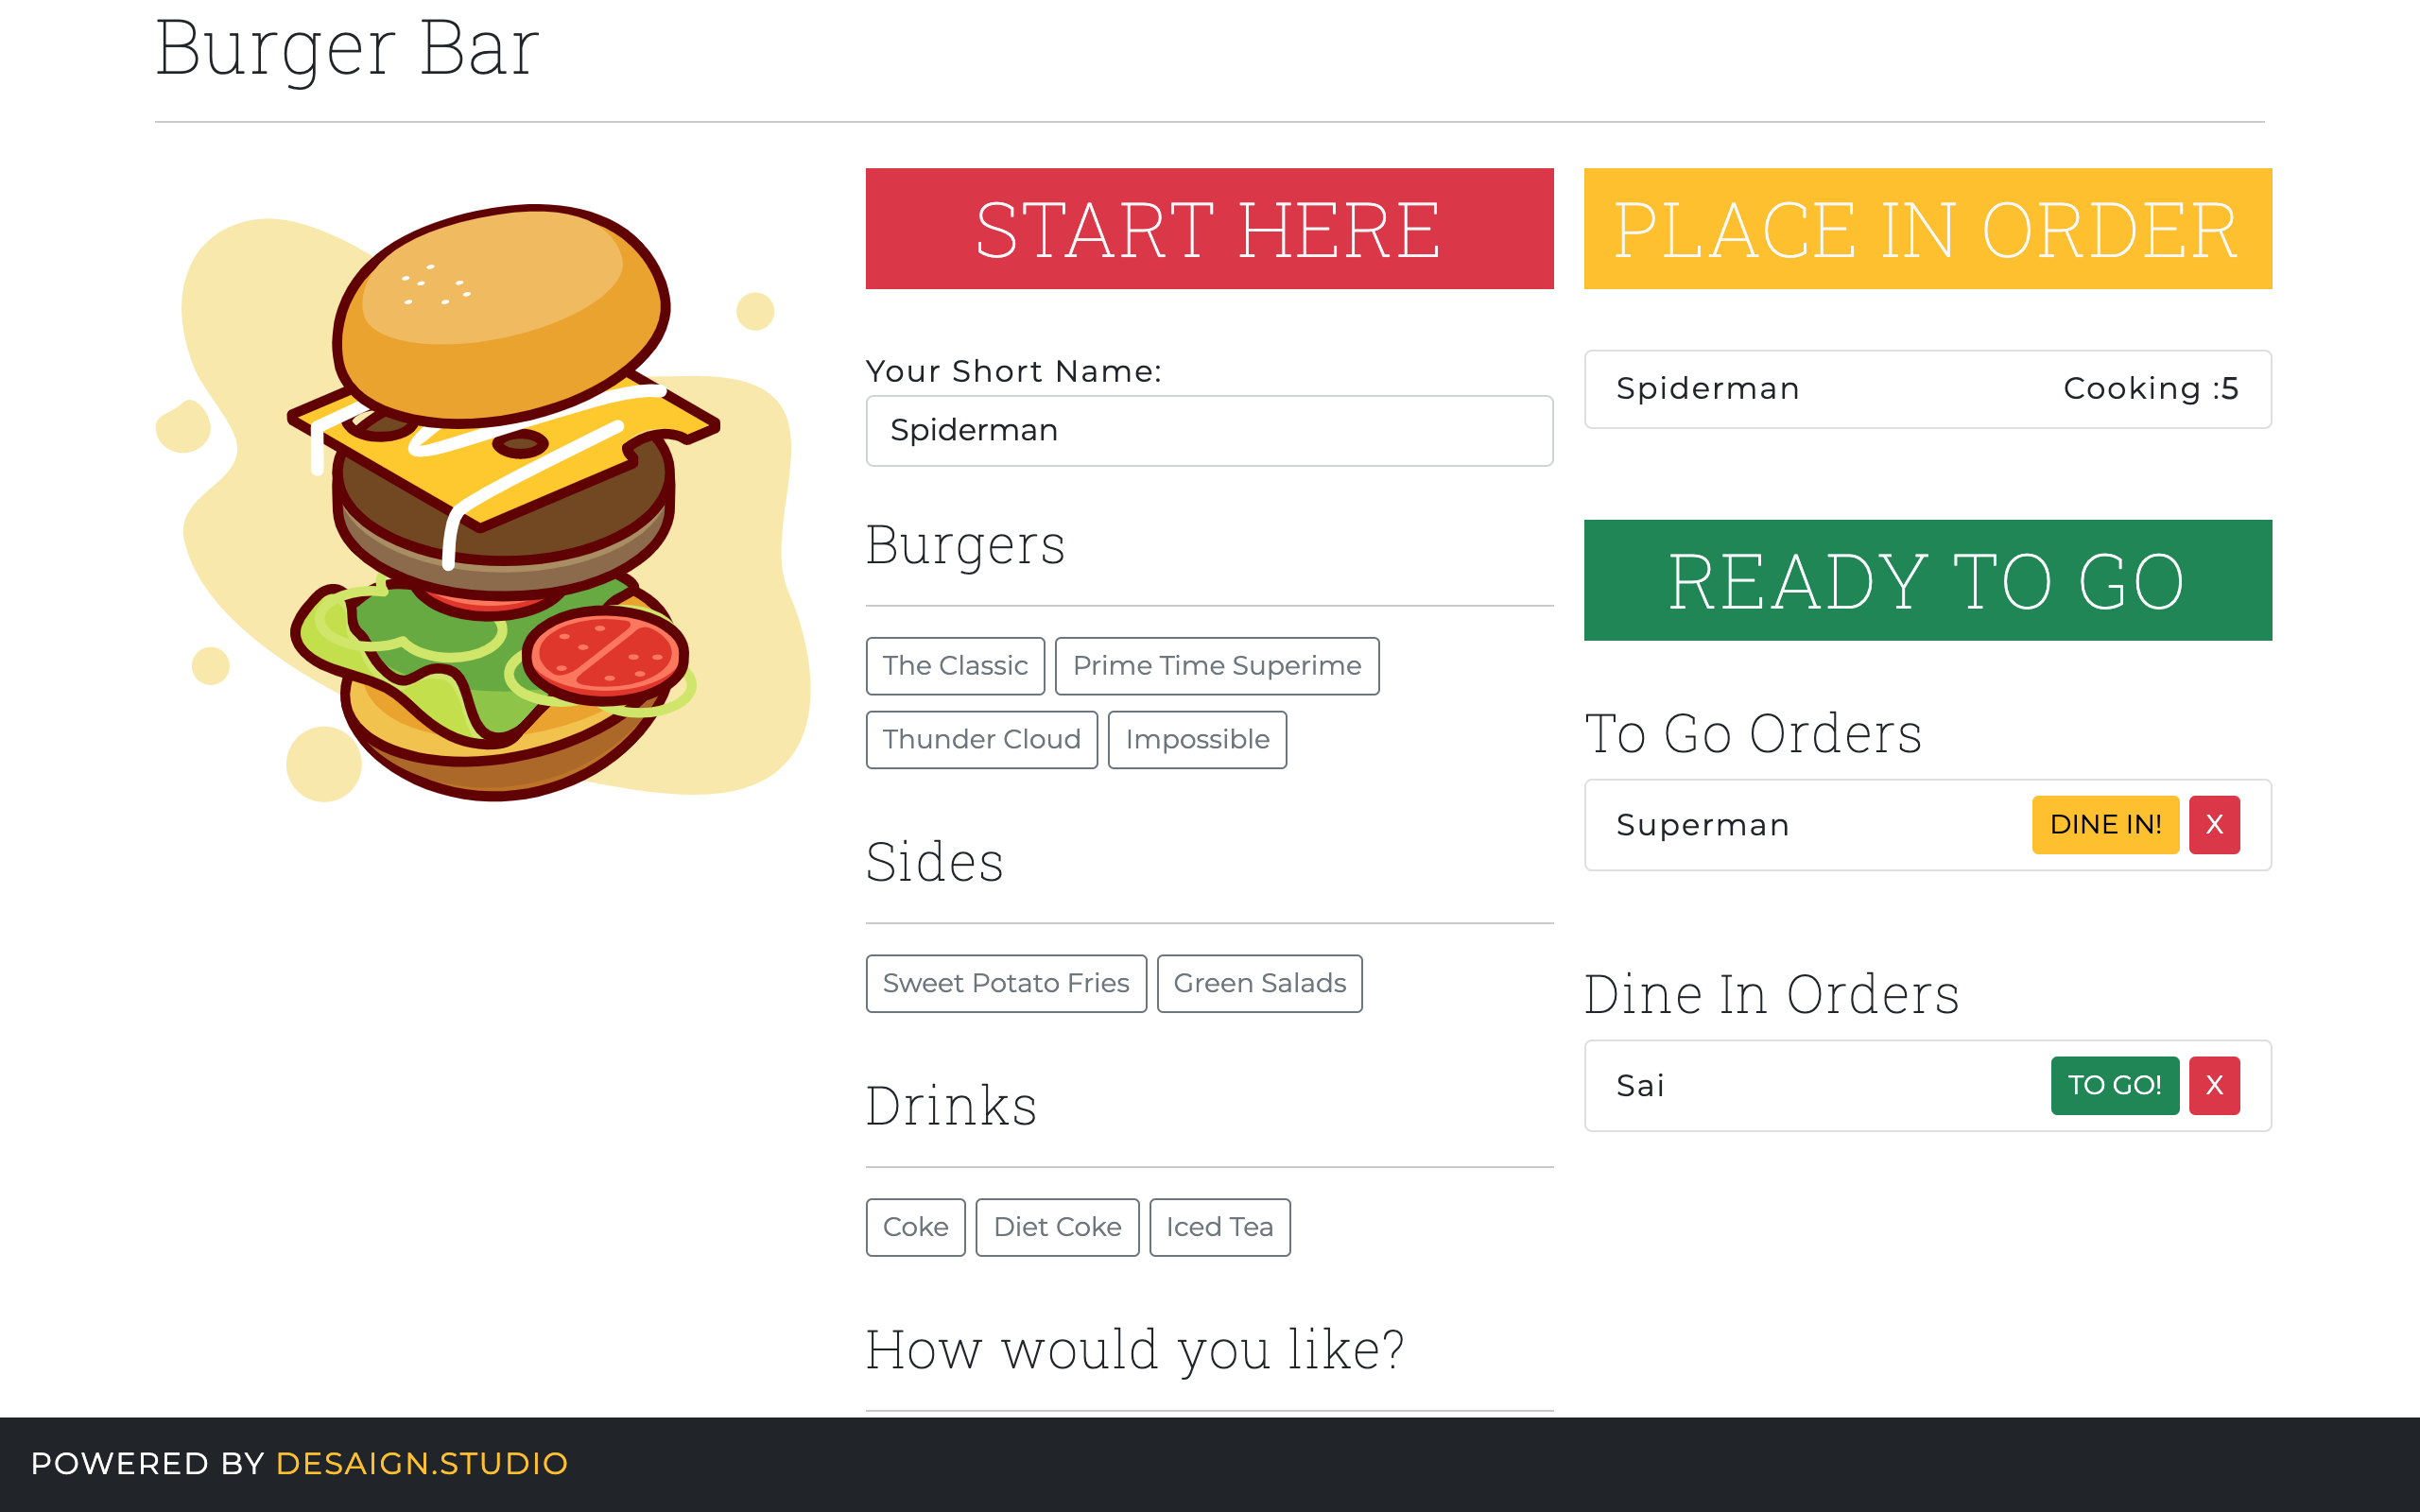 Burger Bar
START HERE
Your Short Name:
Spiderman
Burgers
The Classic
Prime Time Superime
Thunder Cloud
Impossible
Sides
Sweet Potato Fries
Green Salads
Drinks
Coke
Diet Coke
Iced Tea
How would you like?
PLACE IN ORDER
Spiderman Cooking :5
READY TO GO
To Go Orders
Superman DINE IN! X
Dine In Orders
Sai TO GO! X
POWERED BY DESAIGN.STUDIO